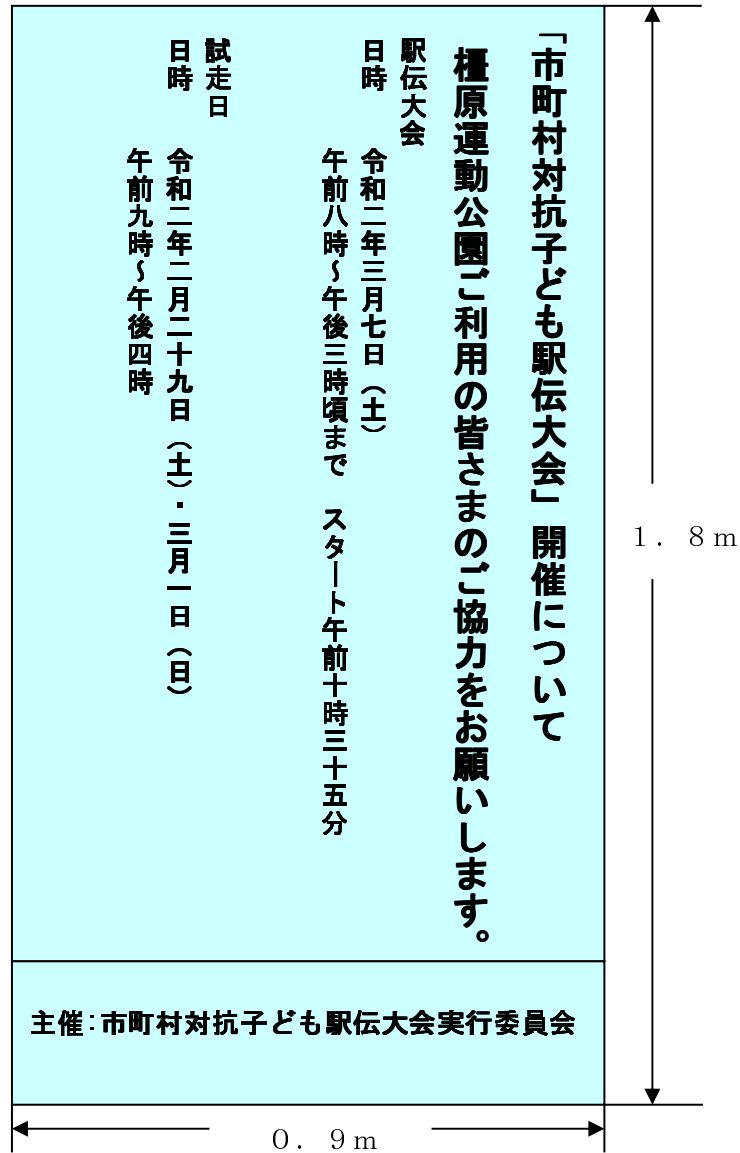 「市町村対抗子ども駅伝大会」開催について
橿原運動公園ご利用の皆さまのご協力をお願いします。
駅伝大会
日時　令和二年三月七日（土）
午前八時～午後三時頃まで　スタート午前十時三十五分
試走日
日時　令和二年二月二十九日（土）・三月一日（日）
午前九時～午後四時
主催：市町村対抗子ども駅伝大会実行委員会
１．８ｍ
０．９ｍ